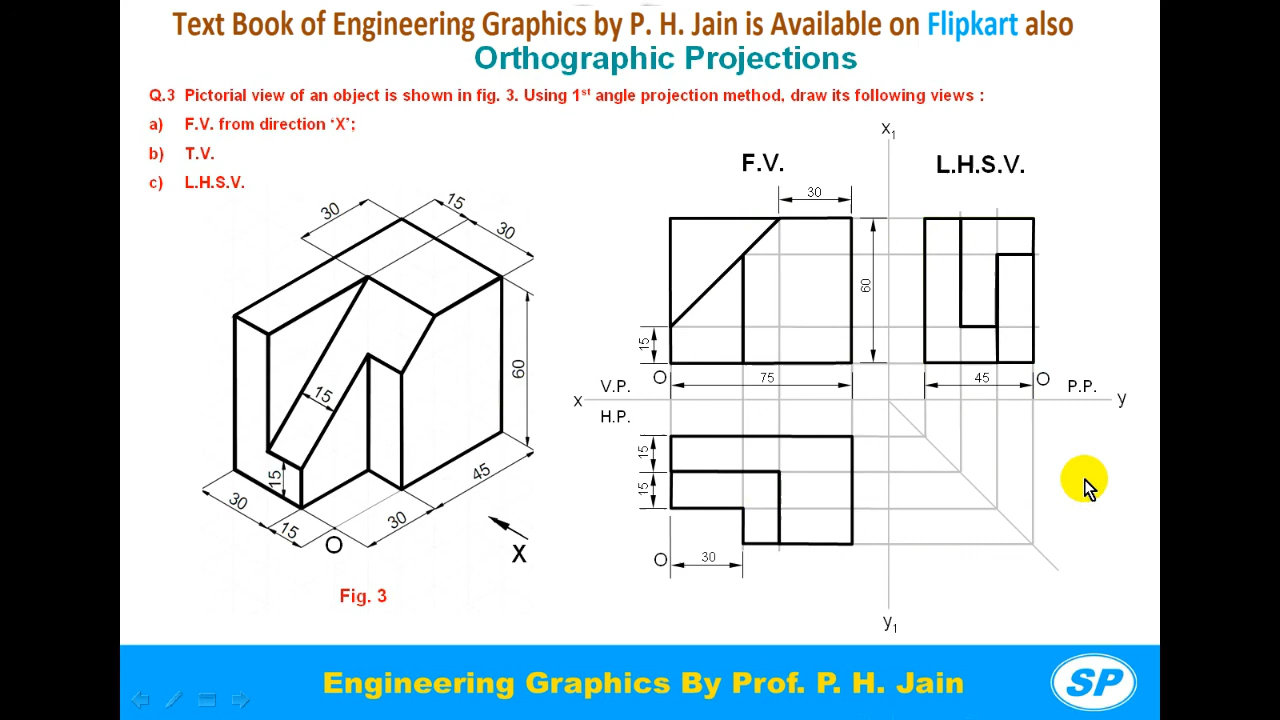 Text Book of Engineering Graphics by P. H. Jain is Available on Flipkart also
Orthographic Projections
Q.3 Pictorial view of an object is shown in fig. 3. Using 1st angle projection method, draw its following views :
a) F.V. from direction ‘X’;
b) T.V.
c) L.H.S.V.
30
15
30
15
60
15
30
15
30
45
O
X
Fig. 3
x1
F.V.
L.H.S.V.
30
60
15
O
75
45
O
V.P.
P.P.
x
y
H.P.
15
15
O
30
y1
Engineering Graphics By Prof. P. H. Jain
SP